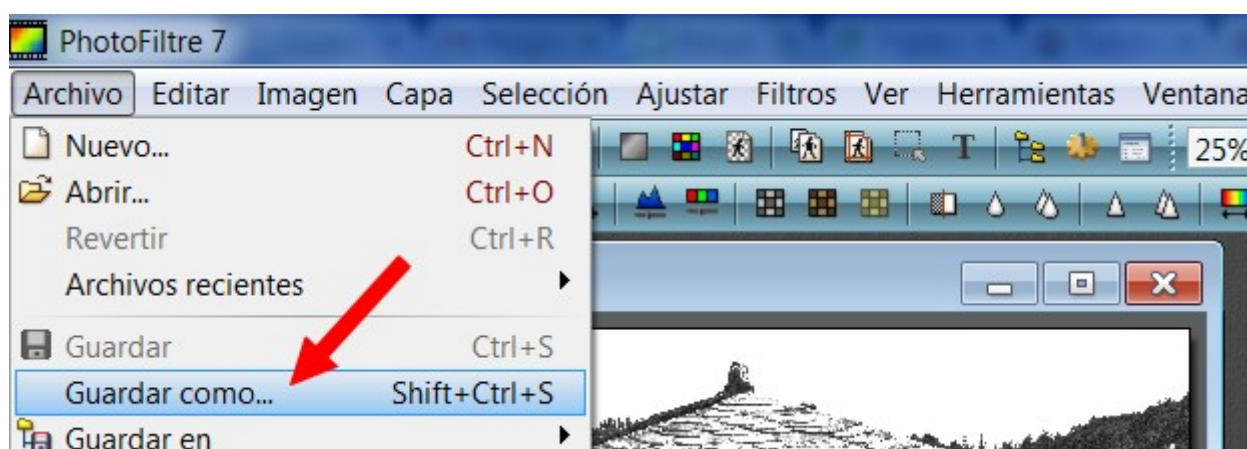 PhotoFiltre 7
Archivo Editar Imagen Capa Selección Ajustar Filtros Ver Herramientas Ventana
Nuevo... Ctrl+N
T 25%
Abrir... Ctrl+O
Revertir Ctrl+R
Archivos recientes
Guardar Ctrl+S
Guardar como... Shift+Ctrl+S
Guardar en